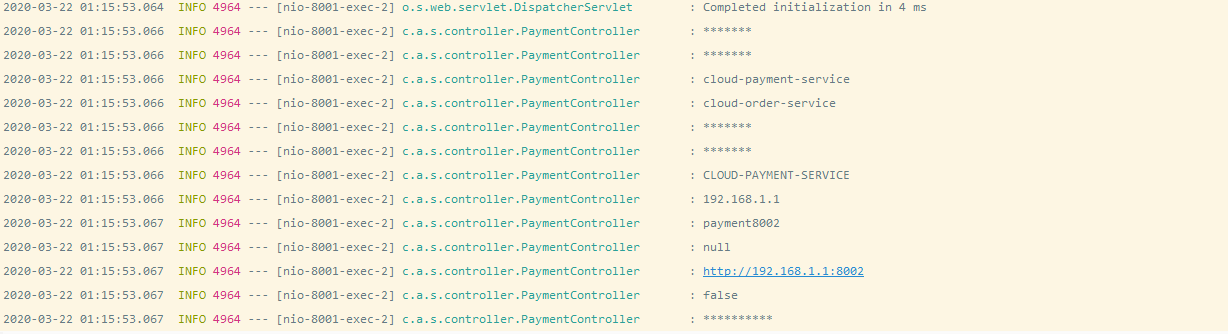 2020-03-22 01:15:53.064 INFO 4964 --- [nio-8001-exec-2] o.s.web.servlet.DispatcherServlet : Completed initialization in 4 ms
2020-03-22 01:15:53.066 INFO 4964 --- [nio-8001-exec-2] c.a.s.controller.PaymentController : *******
2020-03-22 01:15:53.066 INFO 4964 --- [nio-8001-exec-2] c.a.s.controller.PaymentController : *******
2020-03-22 01:15:53.066 INFO 4964 --- [nio-8001-exec-2] c.a.s.controller.PaymentController : cloud-payment-service
2020-03-22 01:15:53.066 INFO 4964 --- [nio-8001-exec-2] c.a.s.controller.PaymentController : cloud-order-service
2020-03-22 01:15:53.066 INFO 4964 --- [nio-8001-exec-2] c.a.s.controller.PaymentController : *******
2020-03-22 01:15:53.066 INFO 4964 --- [nio-8001-exec-2] c.a.s.controller.PaymentController : *******
2020-03-22 01:15:53.066 INFO 4964 --- [nio-8001-exec-2] c.a.s.controller.PaymentController : CLOUD-PAYMENT-SERVICE
2020-03-22 01:15:53.066 INFO 4964 --- [nio-8001-exec-2] c.a.s.controller.PaymentController : 192.168.1.1
2020-03-22 01:15:53.067 INFO 4964 --- [nio-8001-exec-2] c.a.s.controller.PaymentController : payment8002
2020-03-22 01:15:53.067 INFO 4964 --- [nio-8001-exec-2] c.a.s.controller.PaymentController : null
2020-03-22 01:15:53.067 INFO 4964 --- [nio-8001-exec-2] c.a.s.controller.PaymentController : http://192.168.1.1:8002
2020-03-22 01:15:53.067 INFO 4964 --- [nio-8001-exec-2] c.a.s.controller.PaymentController : false
2020-03-22 01:15:53.067 INFO 4964 --- [nio-8001-exec-2] c.a.s.controller.PaymentController : **********